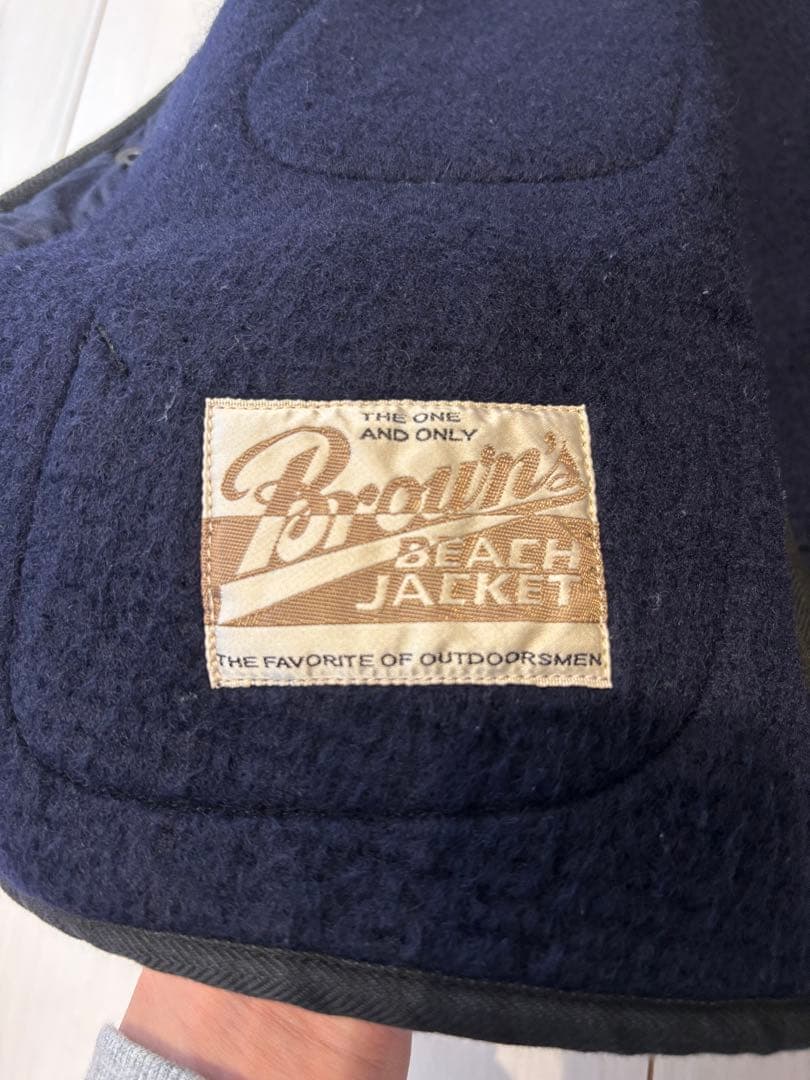 THE ONE
AND ONLY
Brown's
BEACH
JACKET
THE FAVORITE OF OUTDOORSMEN